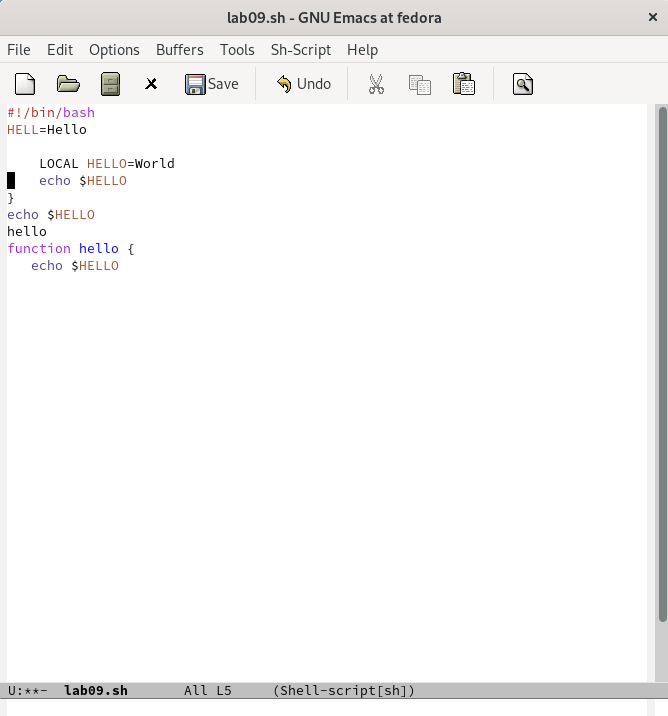 lab09.sh - GNU Emacs at fedora ×
File Edit Options Buffers Tools Sh-Script Help
Save Undo
#!/bin/bash
HELL=Hello
    LOCAL HELLO=World
    echo $HELLO
}
echo $HELLO
hello
function hello {
   echo $HELLO
U:**- lab09.sh All L5 (Shell-script[sh])